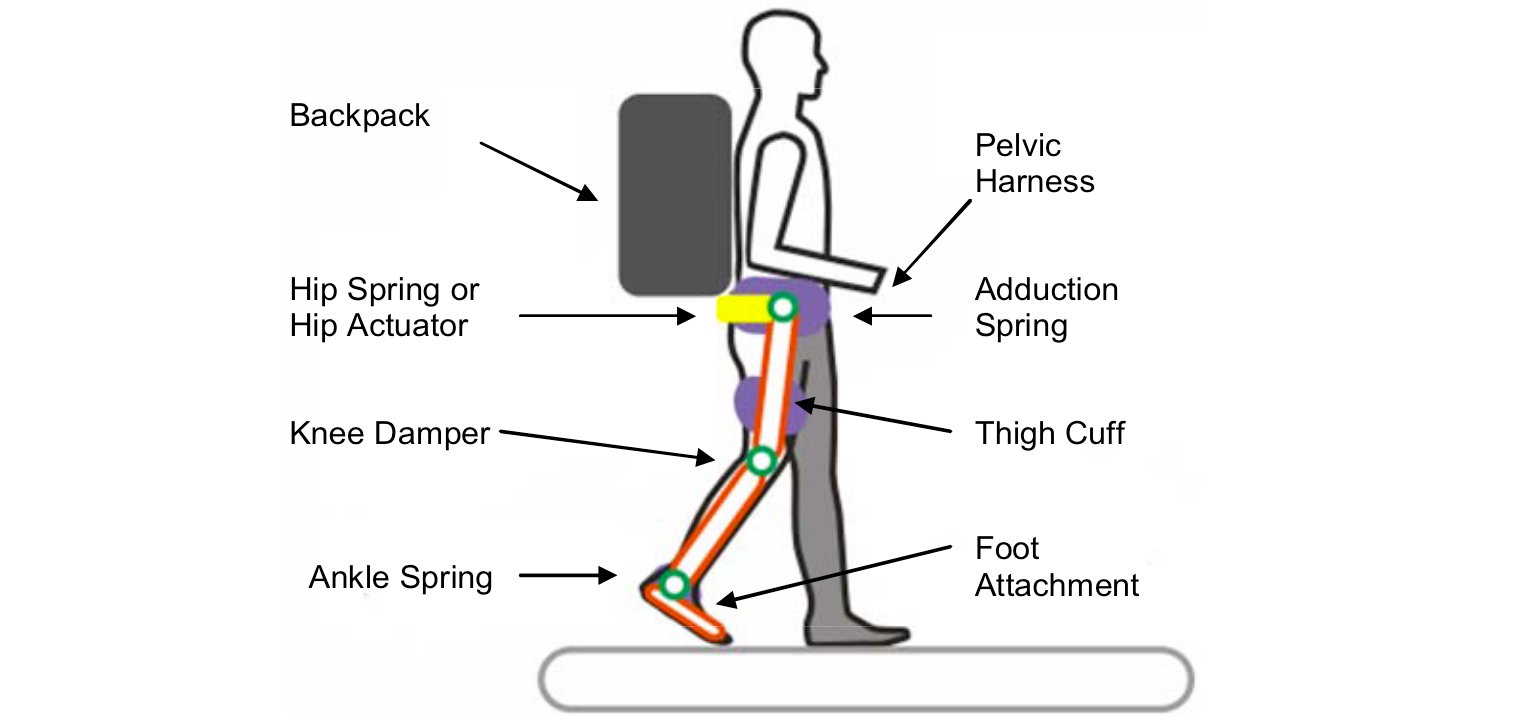 Backpack
Pelvic
Harness
Hip Spring or
Hip Actuator
Adduction
Spring
Knee Damper
Thigh Cuff
Ankle Spring
Foot
Attachment